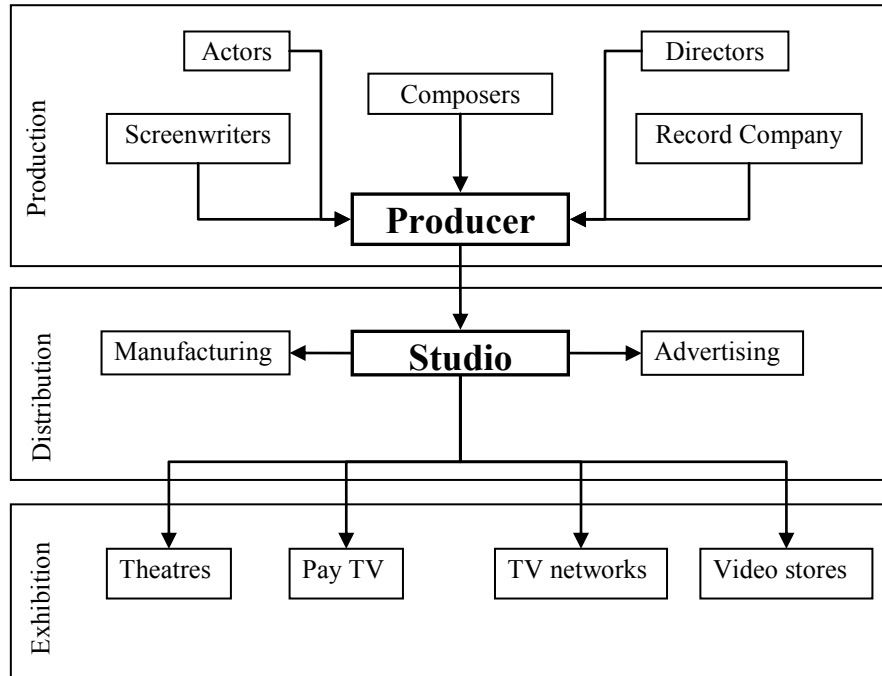 Production
Actors
Directors
Composers
Screenwriters
Record Company
Producer
Distribution
Manufacturing
Studio
Advertising
Exhibition
Theatres
Pay TV
TV networks
Video stores